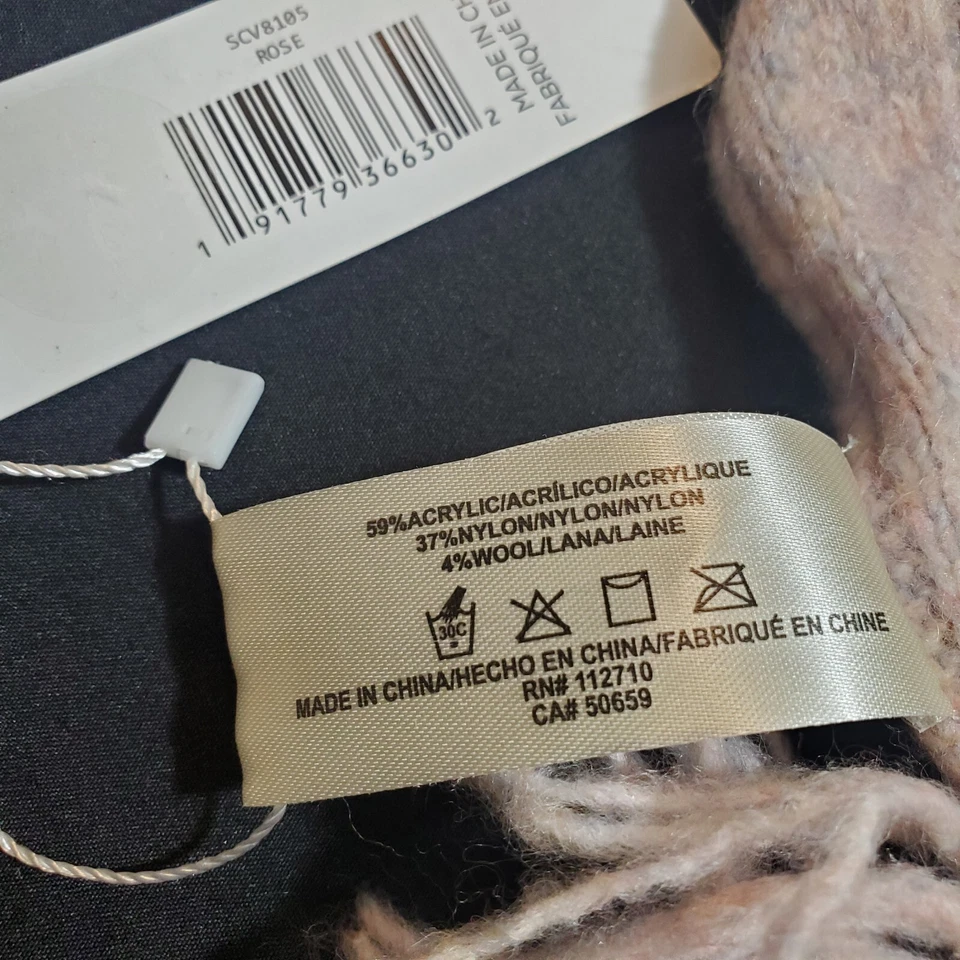 SCV8105
ROSE
1 91779 36630 2
MADE IN CH
FABRIQUÉ EN
59%ACRYLIC/ACRÍLICO/ACRYLIQUE
37%NYLON/NYLON/NYLON
4%WOOL/LANA/LAINE
30C
MADE IN CHINA/HECHO EN CHINA/FABRIQUÉ EN CHINE
RN# 112710
CA# 50659